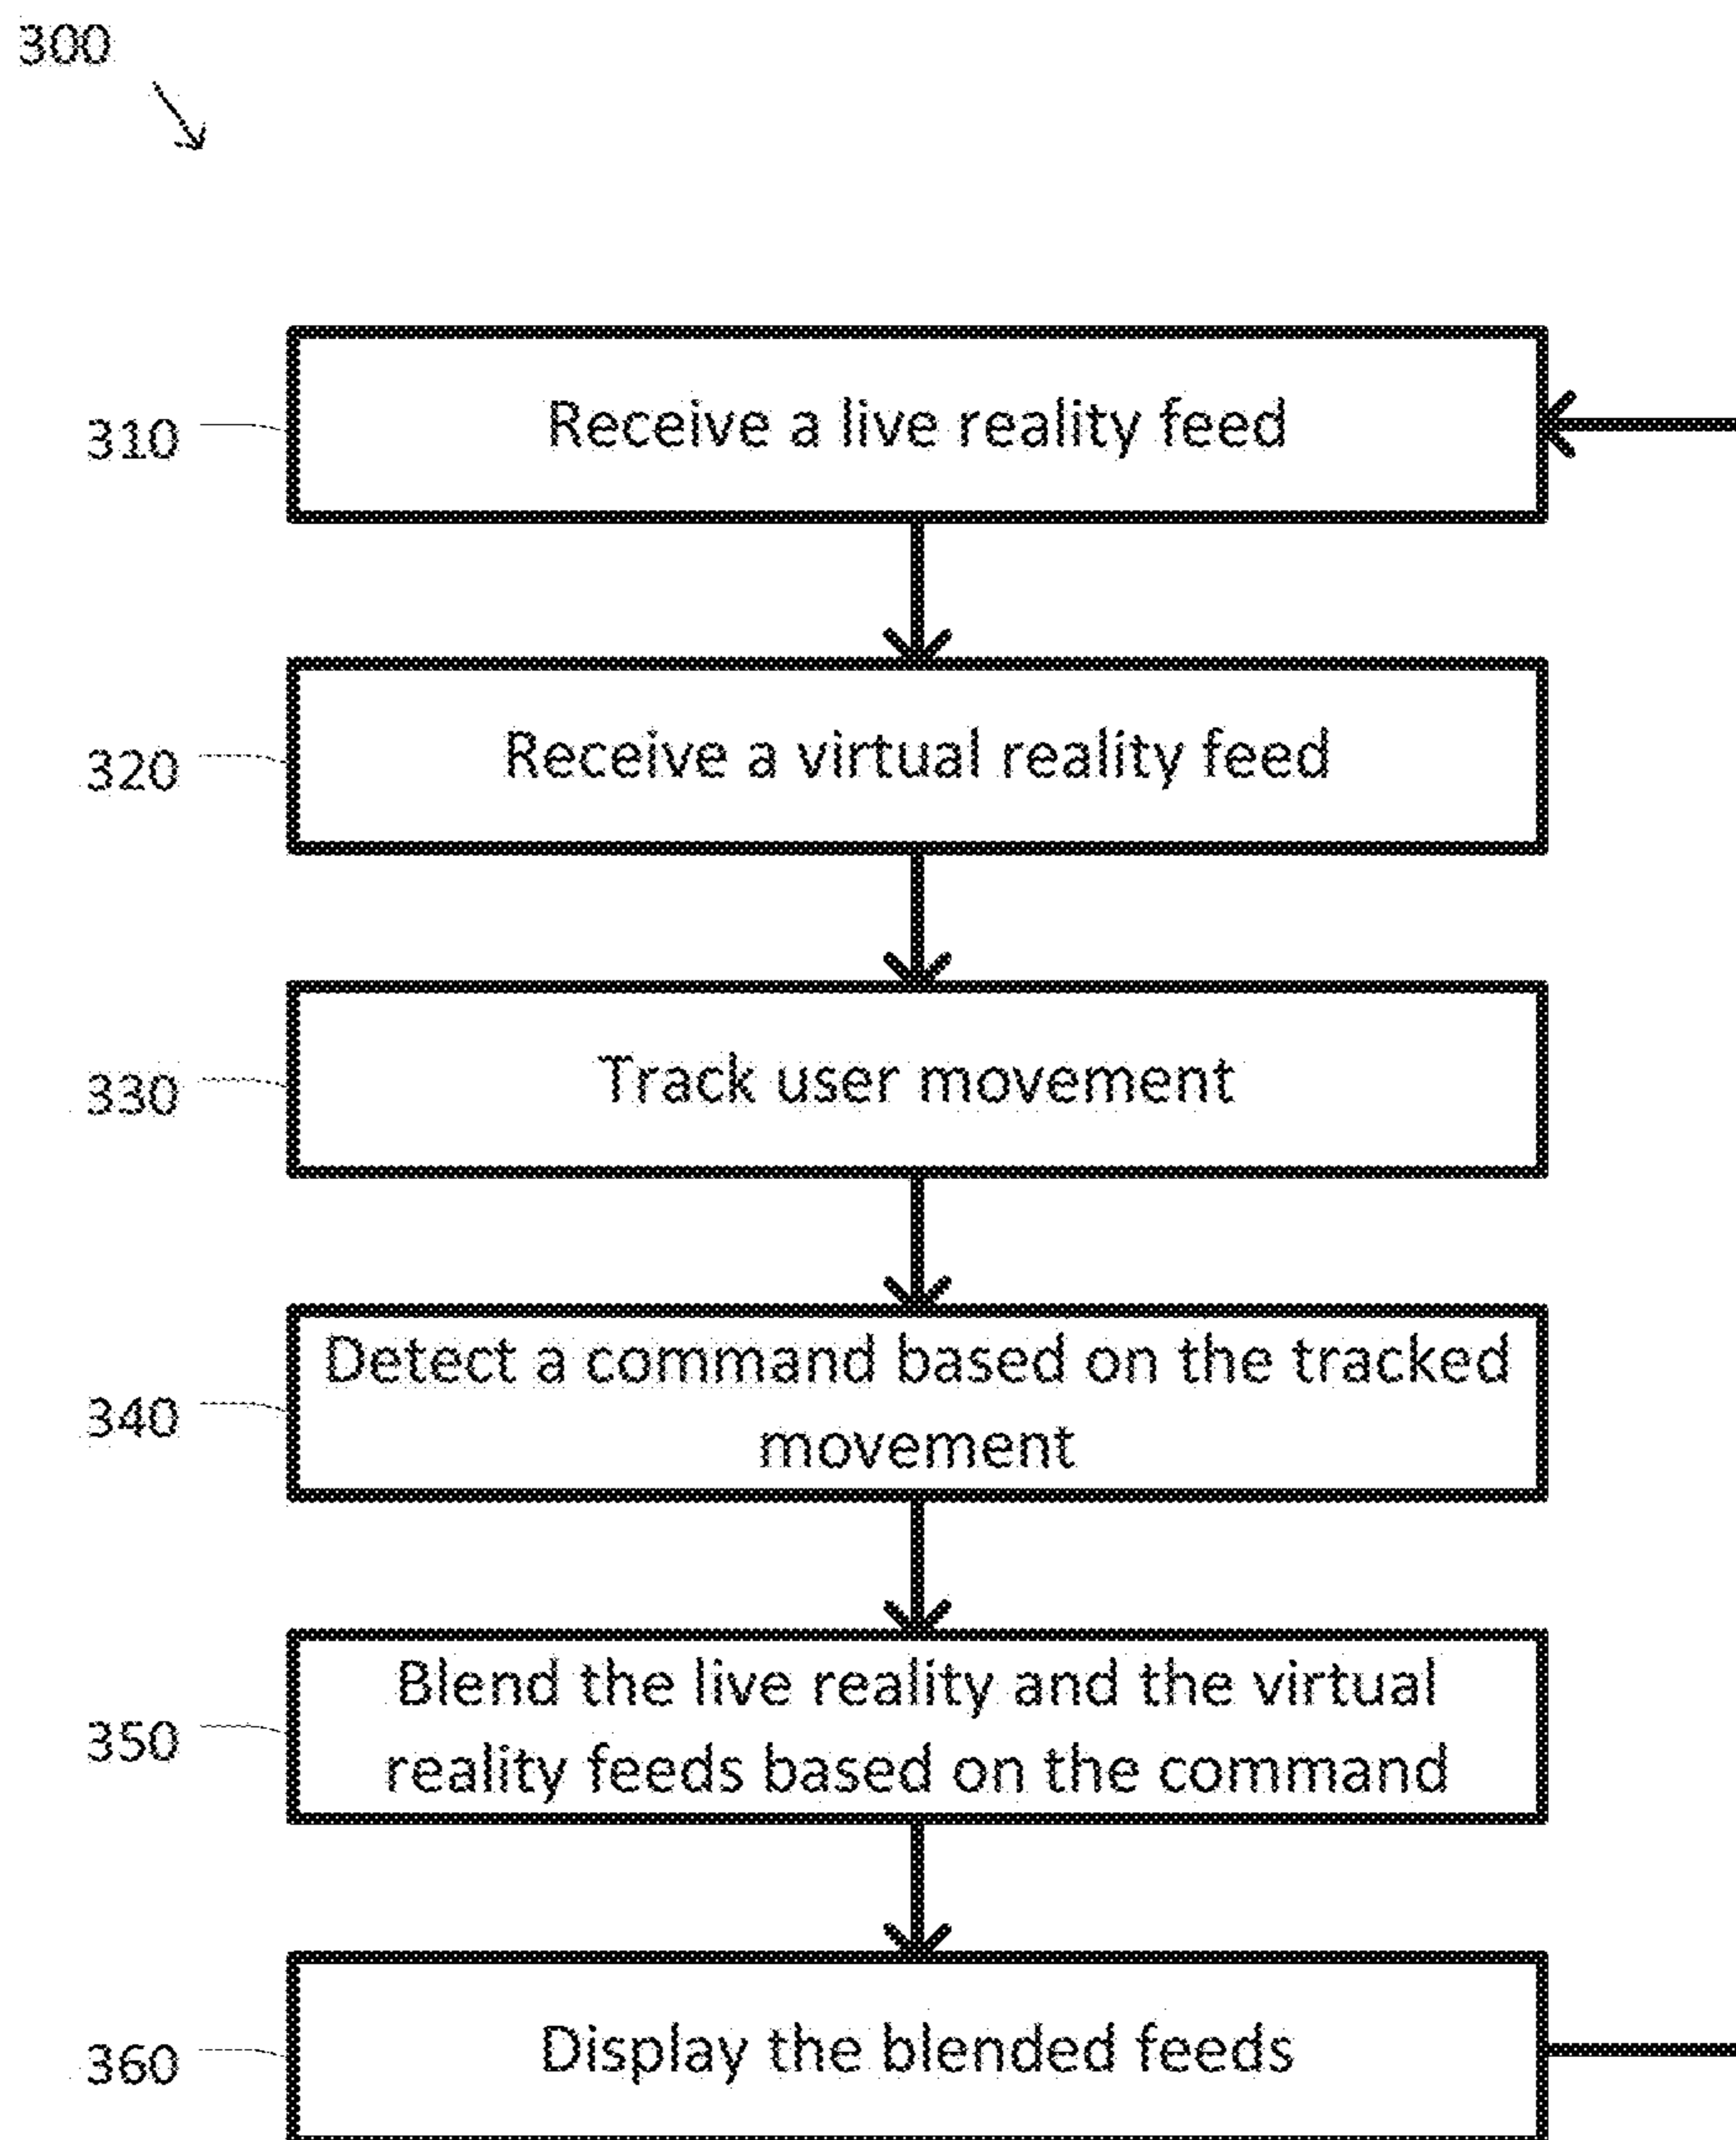 300
310
Receive a live reality feed
320
Receive a virtual reality feed
330
Track user movement
340
Detect a command based on the tracked
movement
350
Blend the live reality and the virtual
reality feeds based on the command
360
Display the blended feeds